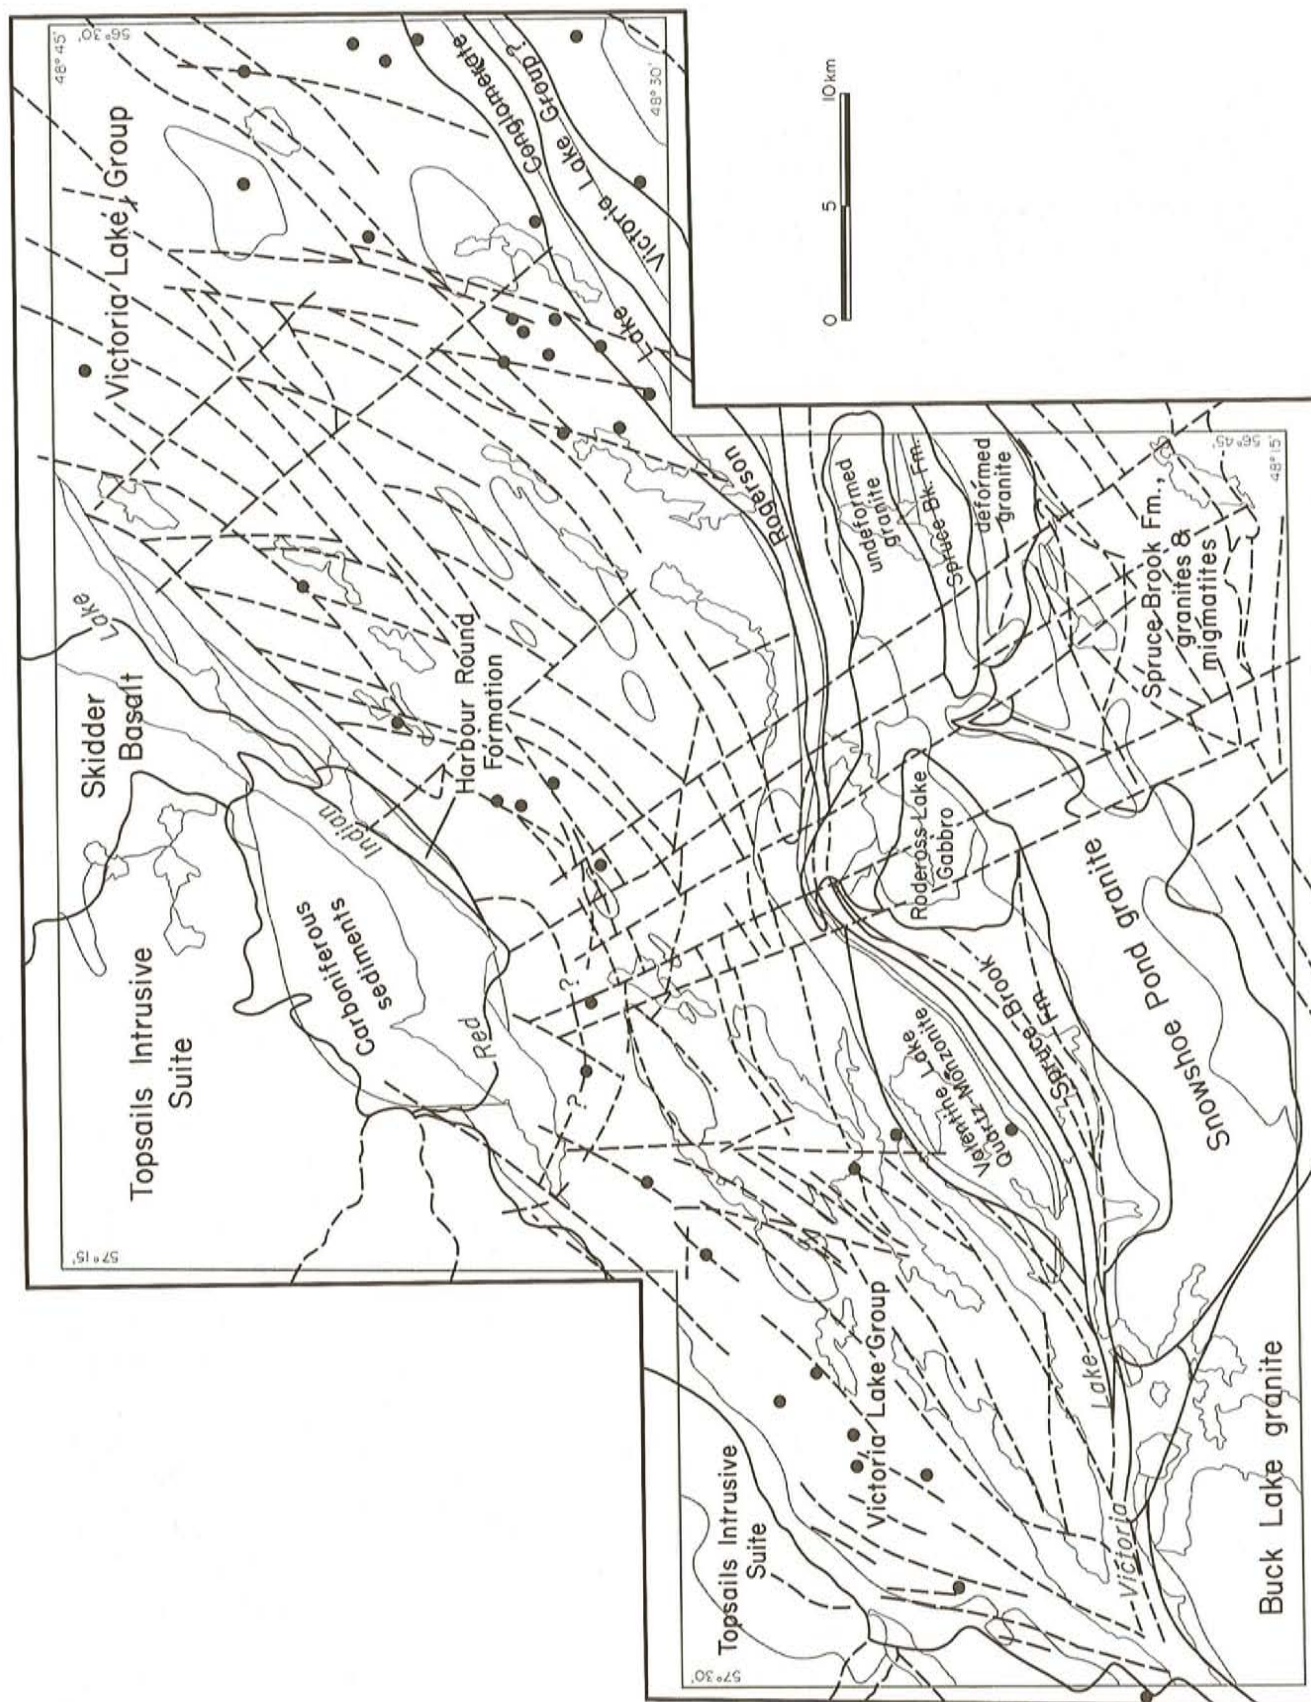 48° 45'
56° 30'
Victoria Lake Group
Conglomerate
Victoria Lake Group?
48° 30'
Lake
Rogerson
0 5 10km
Skidder
Basalt
Lake
Indian
Red
Harbour Round
Formation
Carboniferous
sediments
Topsails Intrusive
Suite
57° 15'
undeformed
granite
Spruce Bk. Fm.
deformed
granite
56° 45'
48° 15'
Spruce Brook Fm.,
granites &
migmatites
Rodeross Lake
Gabbro
Snowshoe Pond granite
Spruce Brook
Fm.
Valentine Lake
Quartz Monzonite
?
?
Victoria Lake Group
Topsails Intrusive
Suite
Lake
Victoria
Buck Lake granite
57° 30'